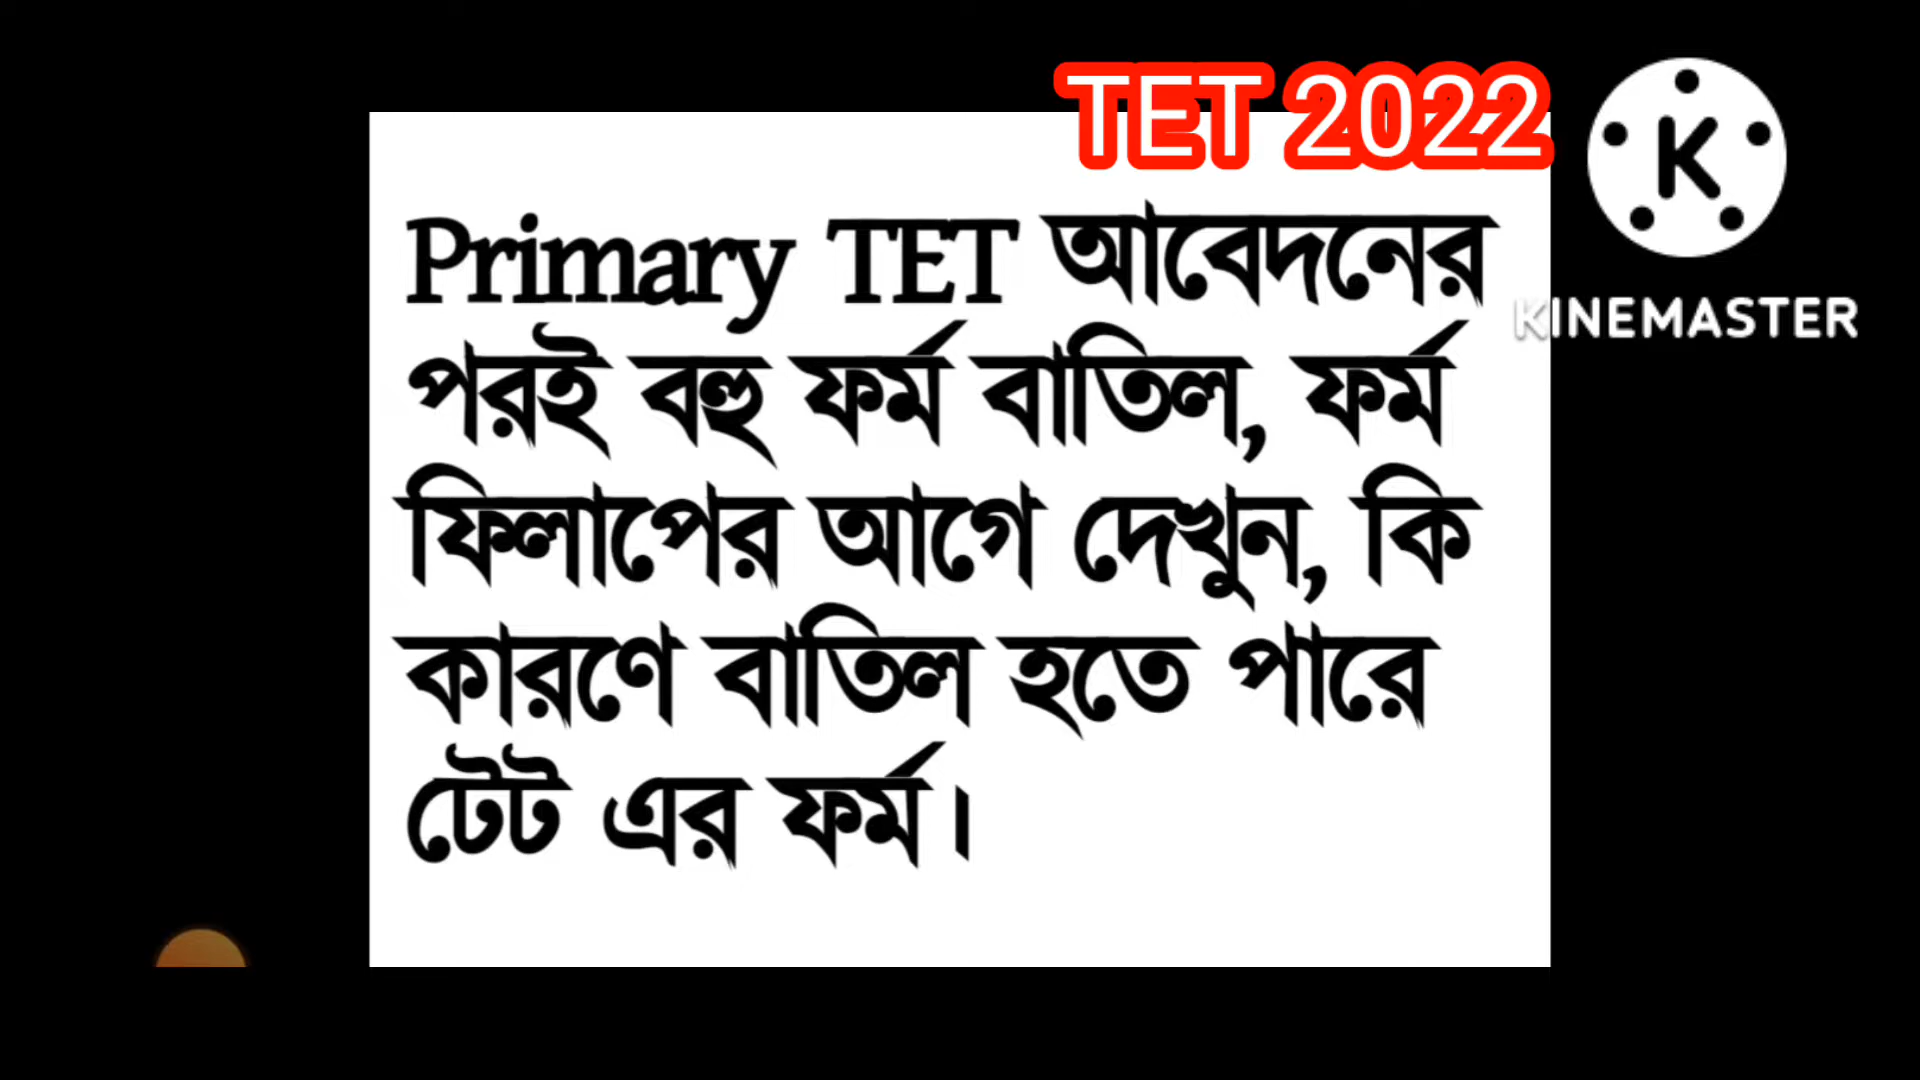 TET 2022
K
KINEMASTER
Primary TET আবেদনের
পরই বহু ফর্ম বাতিল, ফর্ম
ফিলাপের আগে দেখুন, কি
কারণে বাতিল হতে পারে
টেট এর ফর্ম।